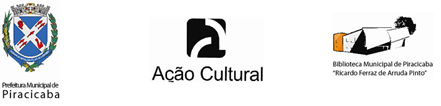 Prefeitura Municipal de
Piracicaba
Ação Cultural
Biblioteca Municipal de Piracicaba
"Ricardo Ferraz de Arruda Pinto"